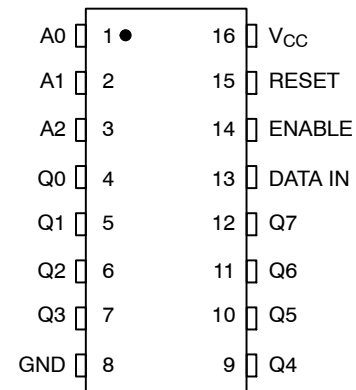 A0 1 16 VCC
A1 2 15 RESET
A2 3 14 ENABLE
Q0 4 13 DATA IN
Q1 5 12 Q7
Q2 6 11 Q6
Q3 7 10 Q5
GND 8 9 Q4